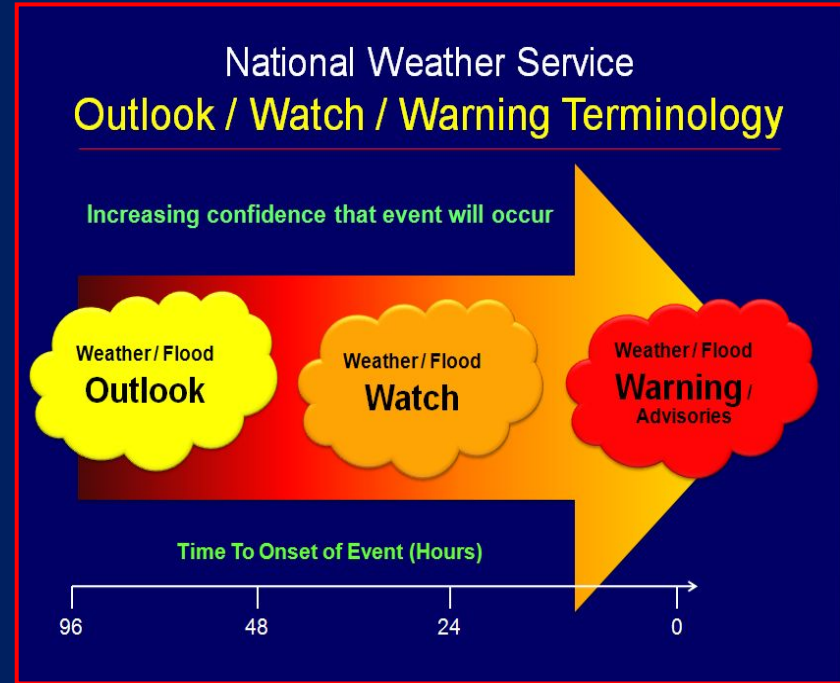 National Weather Service
Outlook / Watch / Warning Terminology
Increasing confidence that event will occur
Weather / Flood
Outlook
Weather / Flood
Watch
Weather / Flood
Warning /
Advisories
Time To Onset of Event (Hours)
96 48 24 0